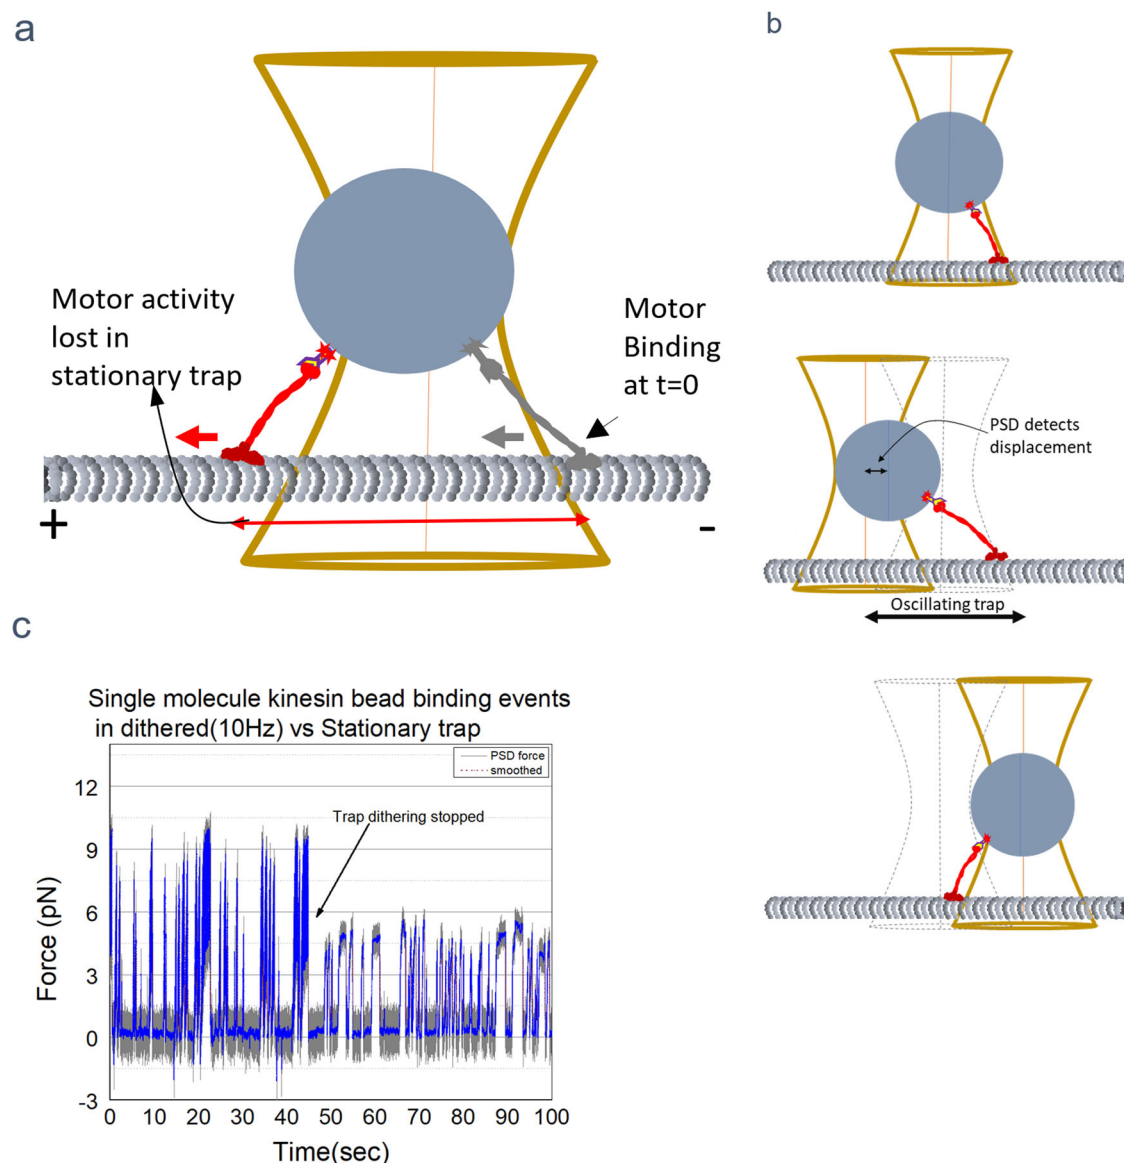 a
Motor activity
lost in
stationary trap
Motor
Binding
at t=0
+
-
b
PSD detects
displacement
Oscillating trap
c
Single molecule kinesin bead binding events
in dithered(10Hz) vs Stationary trap
PSD force
smoothed
Trap dithering stopped
12
9
6
3
0
-3
Force (pN)
0 10 20 30 40 50 60 70 80 90 100
Time(sec)